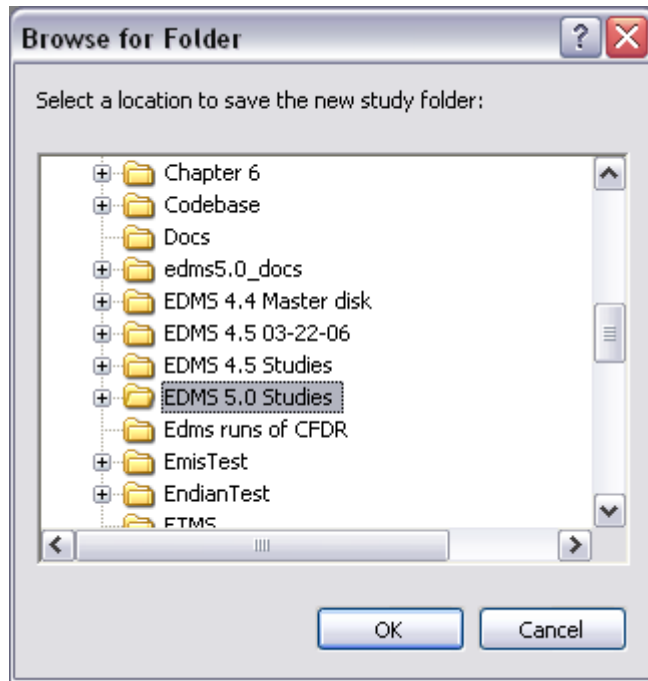 Browse for Folder
Select a location to save the new study folder:
Chapter 6
Codebase
Docs
edms5.0_docs
EDMS 4.4 Master disk
EDMS 4.5 03-22-06
EDMS 4.5 Studies
EDMS 5.0 Studies
Edms runs of CFDR
EmisTest
EndianTest
ETMS
OK Cancel